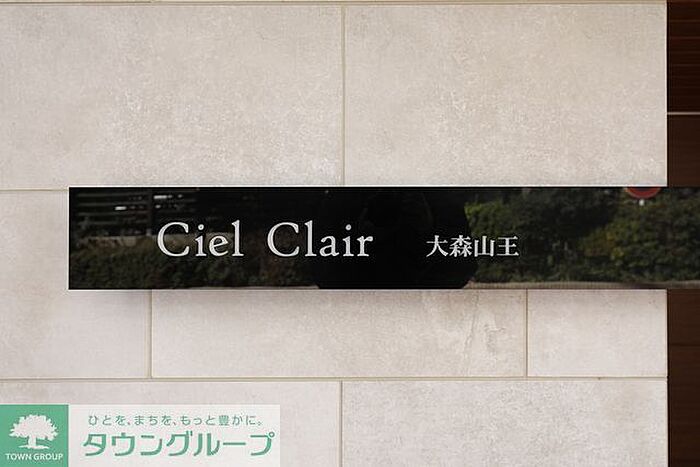 Ciel Clair 大森山王
ひとを、まちを、もっと豊かに。
タウングループ
TOWN GROUP